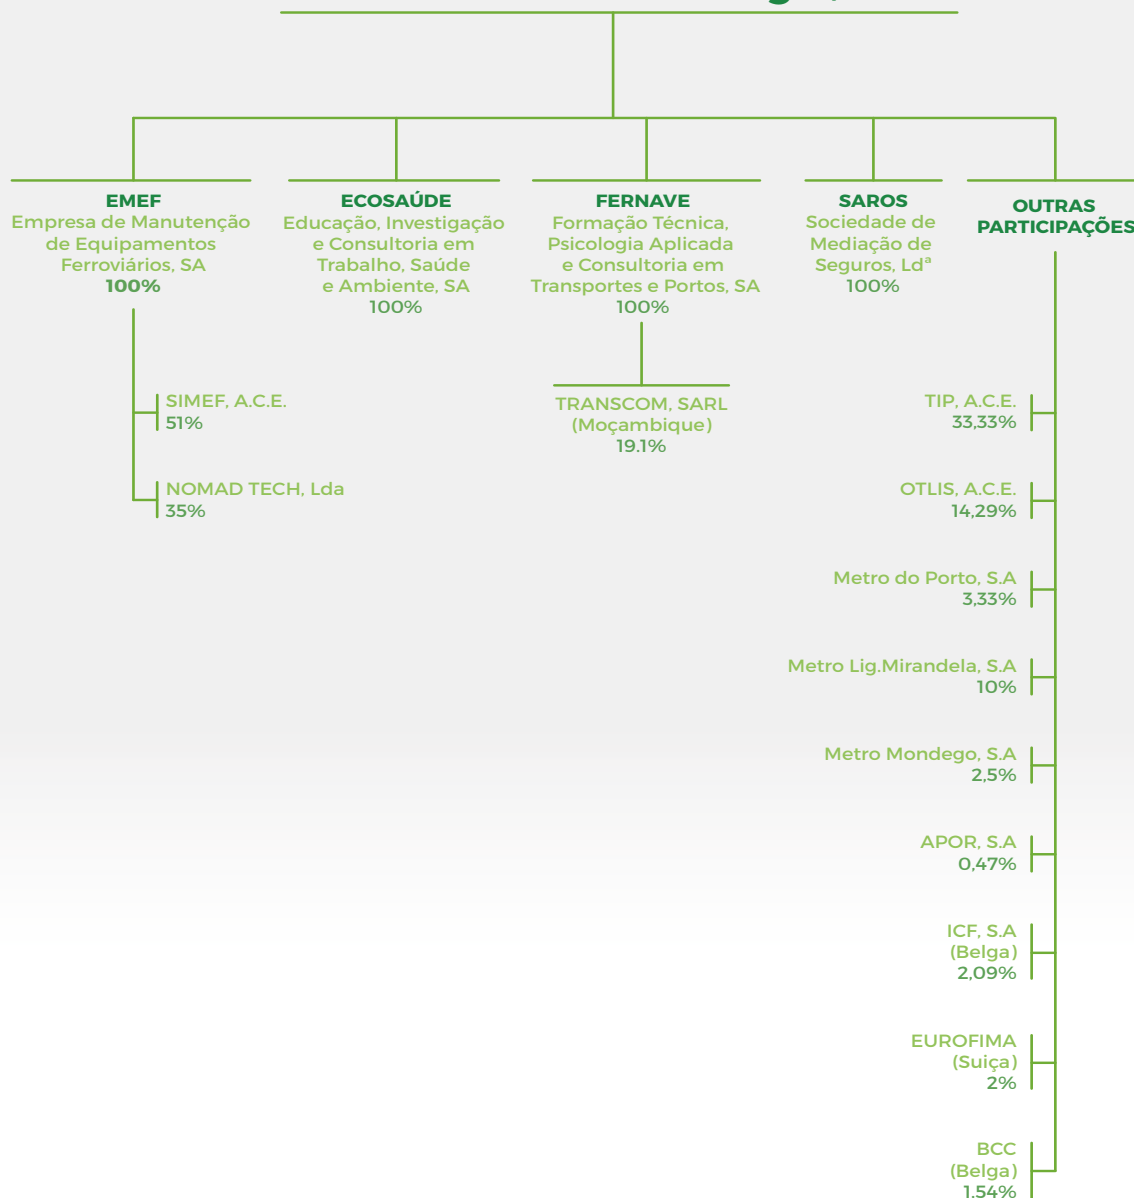 EMEF
Empresa de Manutenção
de Equipamentos
Ferroviários, SA
100%
ECOSAÚDE
Educação, Investigação
e Consultoria em
Trabalho, Saúde
e Ambiente, SA
100%
FERNAVE
Formação Técnica,
Psicologia Aplicada
e Consultoria em
Transportes e Portos, SA
100%
SAROS
Sociedade de
Mediação de
Seguros, Ldª
100%
OUTRAS
PARTICIPAÇÕES
SIMEF, A.C.E.
51%
NOMAD TECH, Lda
35%
TRANSCOM, SARL
(Moçambique)
19.1%
TIP, A.C.E.
33,33%
OTLIS, A.C.E.
14,29%
Metro do Porto, S.A
3,33%
Metro Lig.Mirandela, S.A
10%
Metro Mondego, S.A
2,5%
APOR, S.A
0,47%
ICF, S.A
(Belga)
2,09%
EUROFIMA
(Suiça)
2%
BCC
(Belga)
1,54%